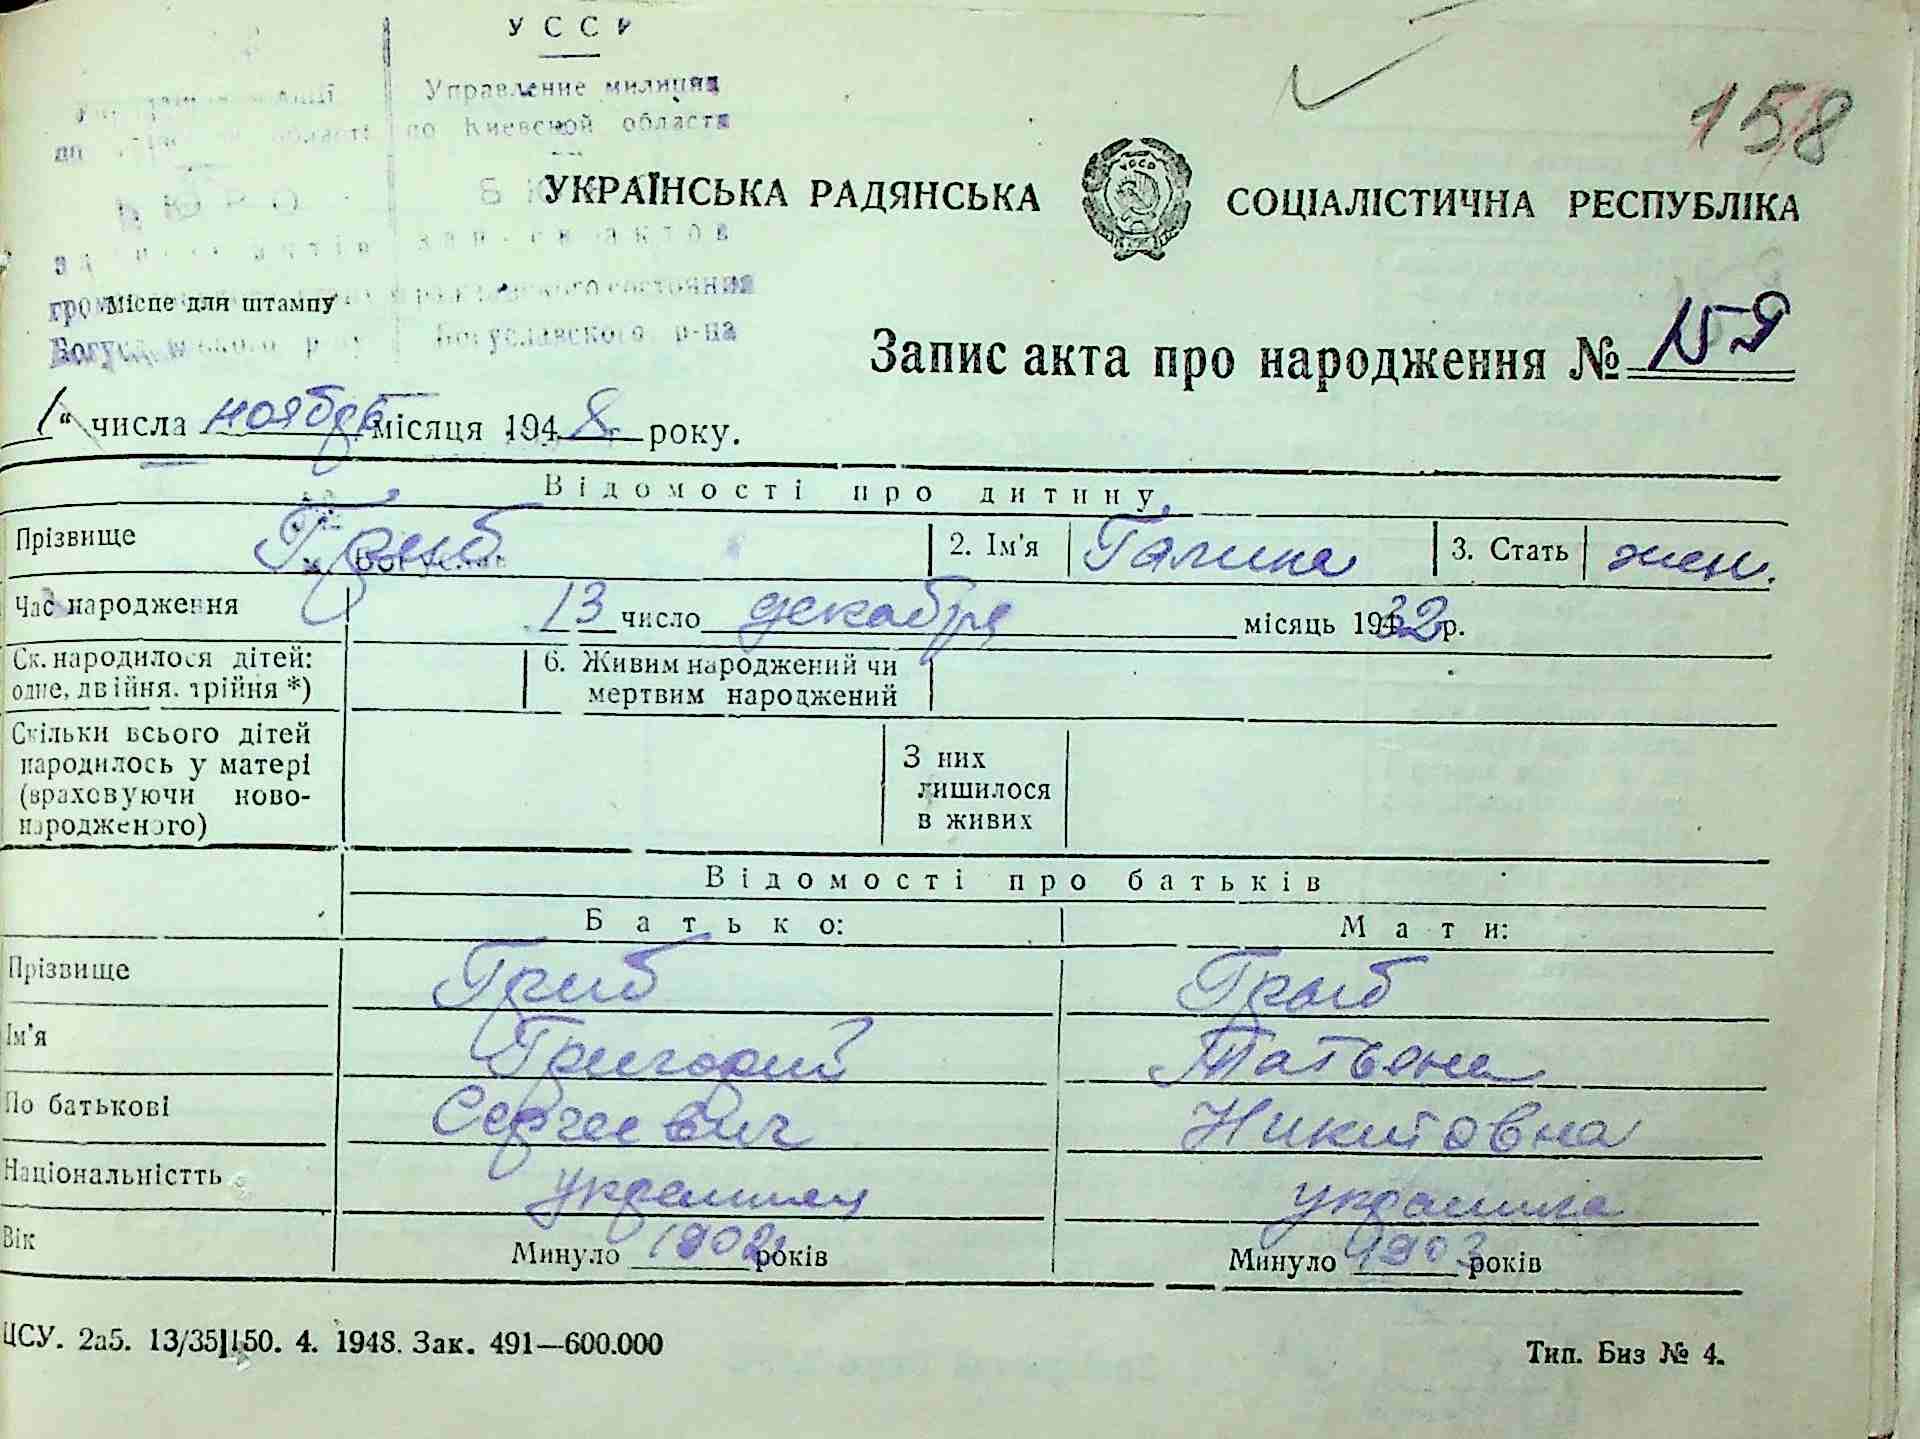 УССР
Управление милиции
по Киевской области
158
УКРАЇНСЬКА РАДЯНСЬКА СОЦІАЛІСТИЧНА РЕСПУБЛІКА
БЮРО
Місце для штампу
Богуславского р-на
Запис акта про народження № 159
1 " числа ноября місяця 1948 року.
Відомості про дитину
Прізвище Гриб 2. Ім'я Галина 3. Стать жен.
Час народження 13 число декабря місяць 1932 р.
Ск. народилося дітей: 6. Живим народжений чи
одне, двійня, трійня *) мертвим народжений
Скільки всього дітей
народилось у матері
(враховуючи ново-
народженого)
З них
лишилося
в живих
Відомості про батьків
Батько: Мати:
Прізвище Гриб Грыб
Ім'я Григорий Татьяна
По батькові Сергеевич Никитовна
Національністть украинец украинка
Вік Минуло 1902 років Минуло 1903 років
ЦСУ. 2а5. 13/35 150. 4. 1948. Зак. 491—600.000 Тип. Биз № 4.